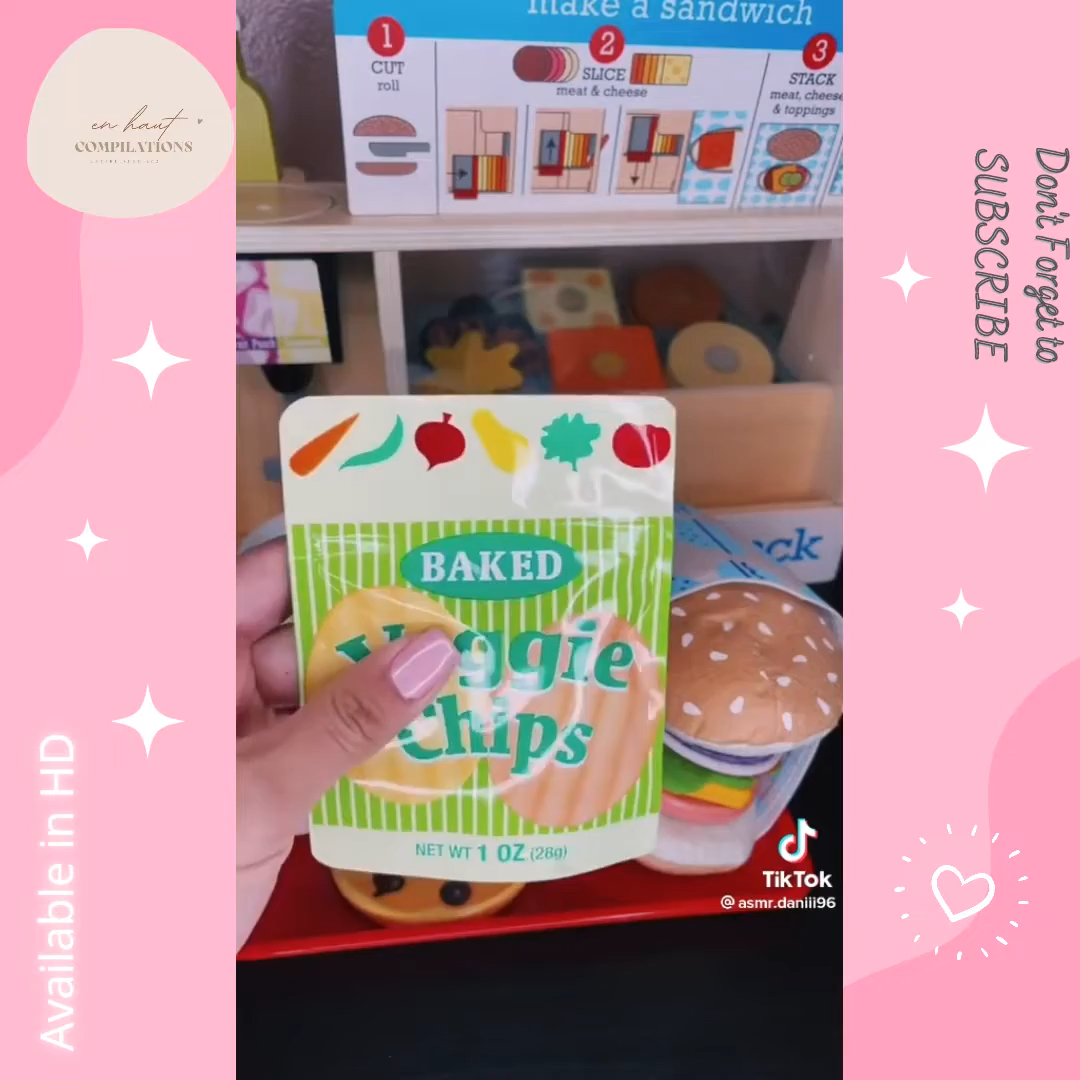 en haut
COMPILATIONS
make a sandwich
1
CUT
roll
2
SLICE
meat & cheese
3
STACK
meat, cheese
& toppings
BAKED
Veggie
Chips
NET WT 1 OZ (28g)
TikTok
@asmr.daniii96
Don't Forget to
SUBSCRIBE
Available in HD